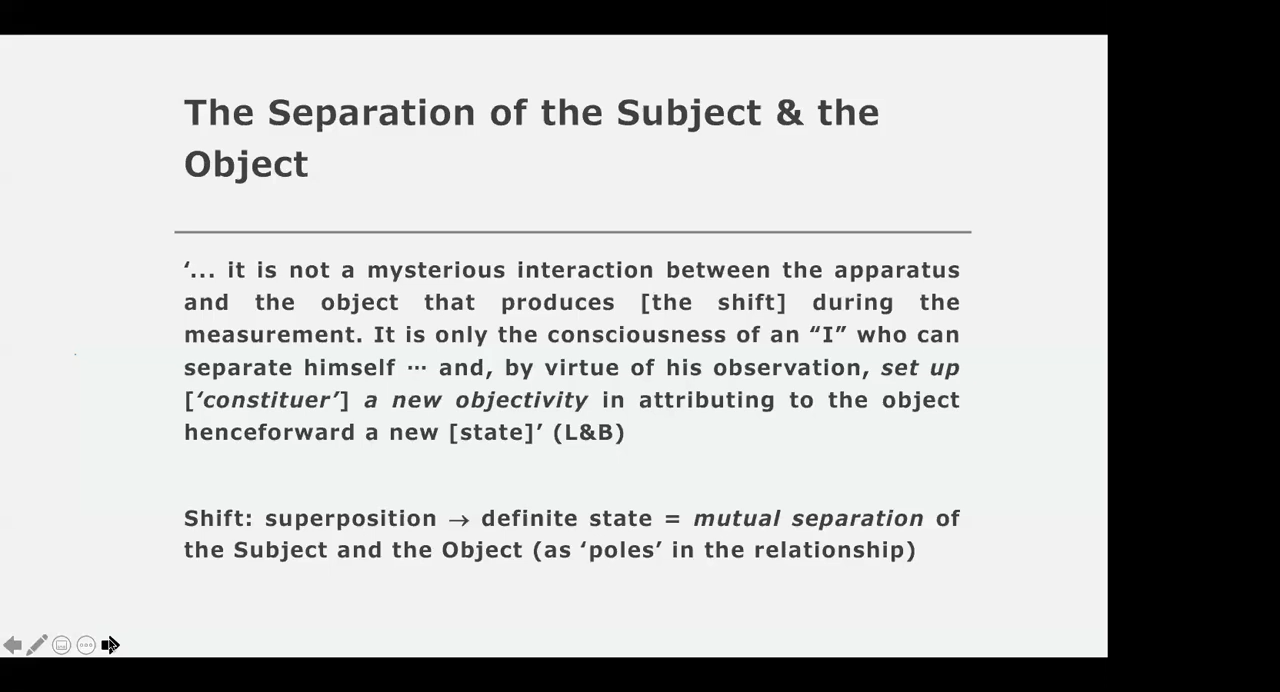 The Separation of the Subject & the
Object
‘... it is not a mysterious interaction between the apparatus
and the object that produces [the shift] during the
measurement. It is only the consciousness of an “I” who can
separate himself ··· and, by virtue of his observation, set up
[‘constituer’] a new objectivity in attributing to the object
henceforward a new [state]’ (L&B)
Shift: superposition → definite state = mutual separation of
the Subject and the Object (as ‘poles’ in the relationship)